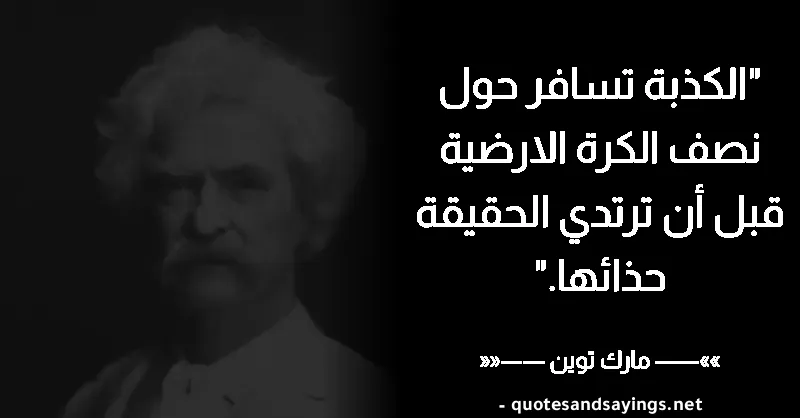 "الكذبة تسافر حول
نصف الكرة الارضية
قبل أن ترتدي الحقيقة
حذائها."
»»—— مارك توين ——««
- quotesandsayings.net